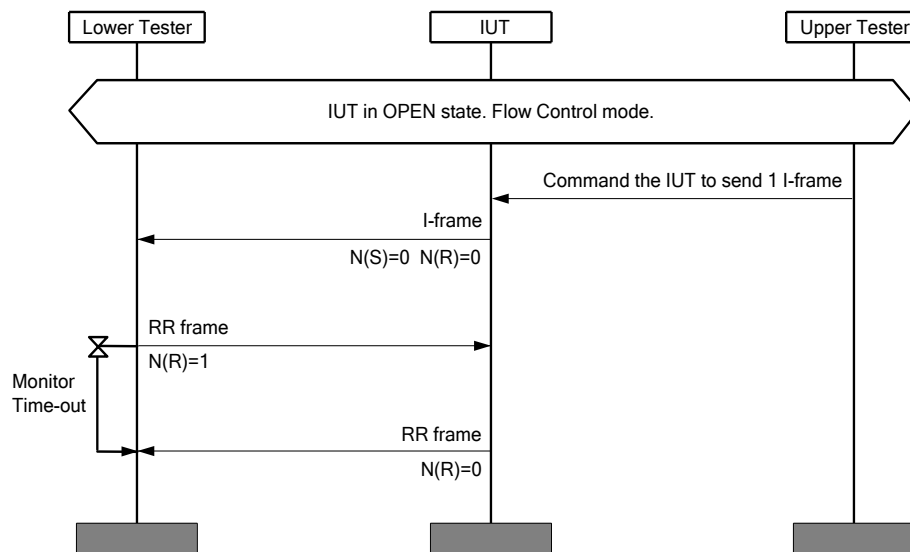 Lower Tester
IUT
Upper Tester
IUT in OPEN state. Flow Control mode.
Command the IUT to send 1 I-frame
I-frame
N(S)=0 N(R)=0
RR frame
N(R)=1
Monitor
Time-out
RR frame
N(R)=0